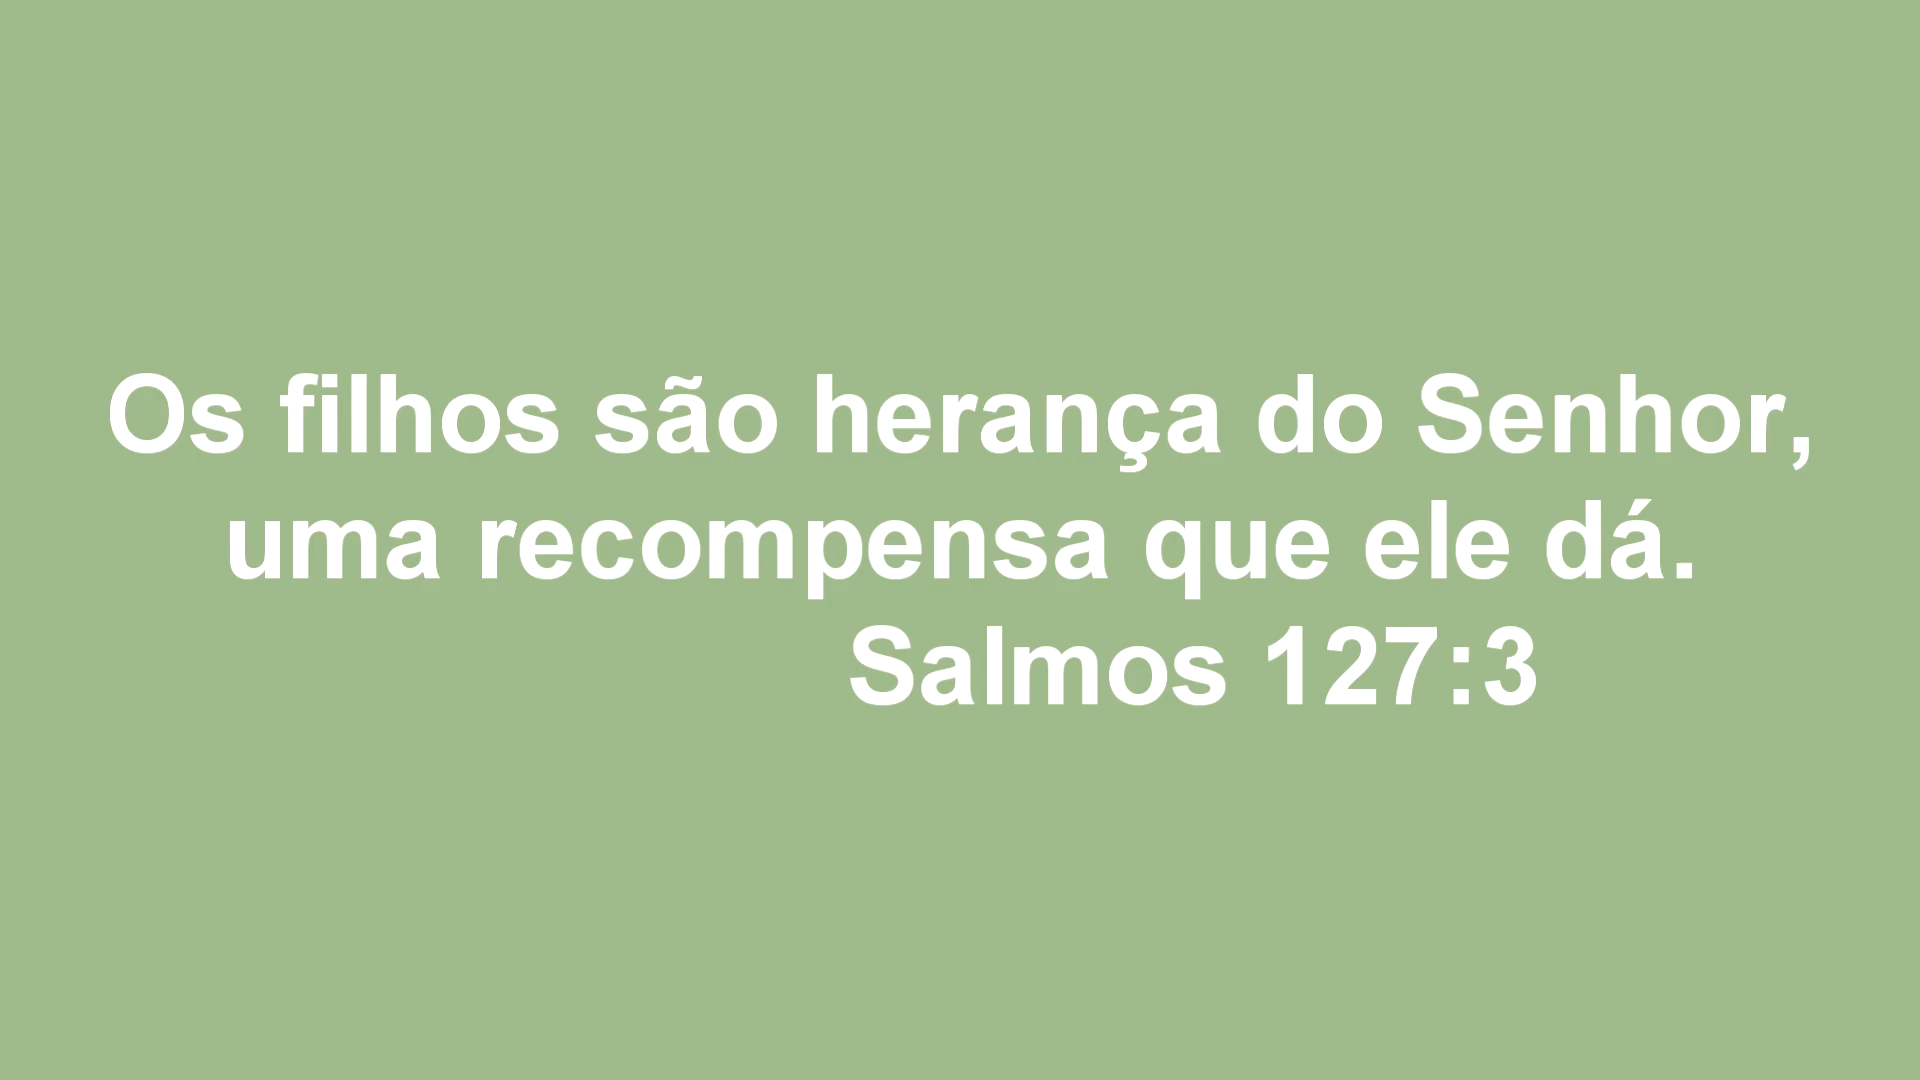 Os filhos são herança do Senhor,
uma recompensa que ele dá.
Salmos 127:3